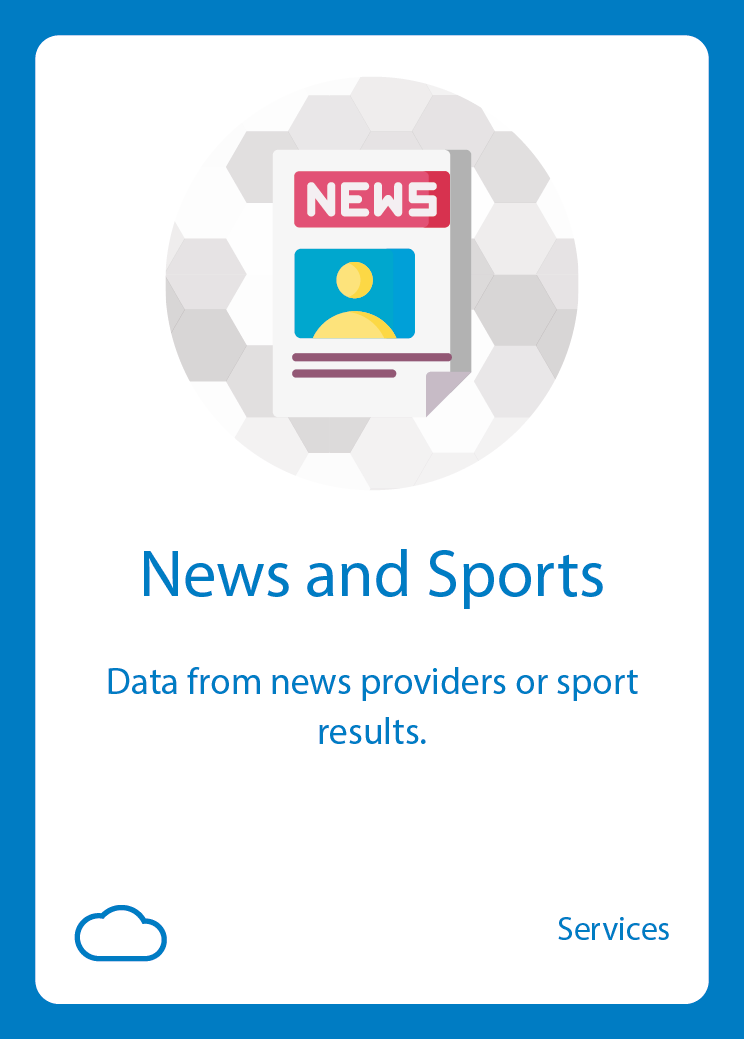 NEWS
News and Sports
Data from news providers or sport
results.
Services